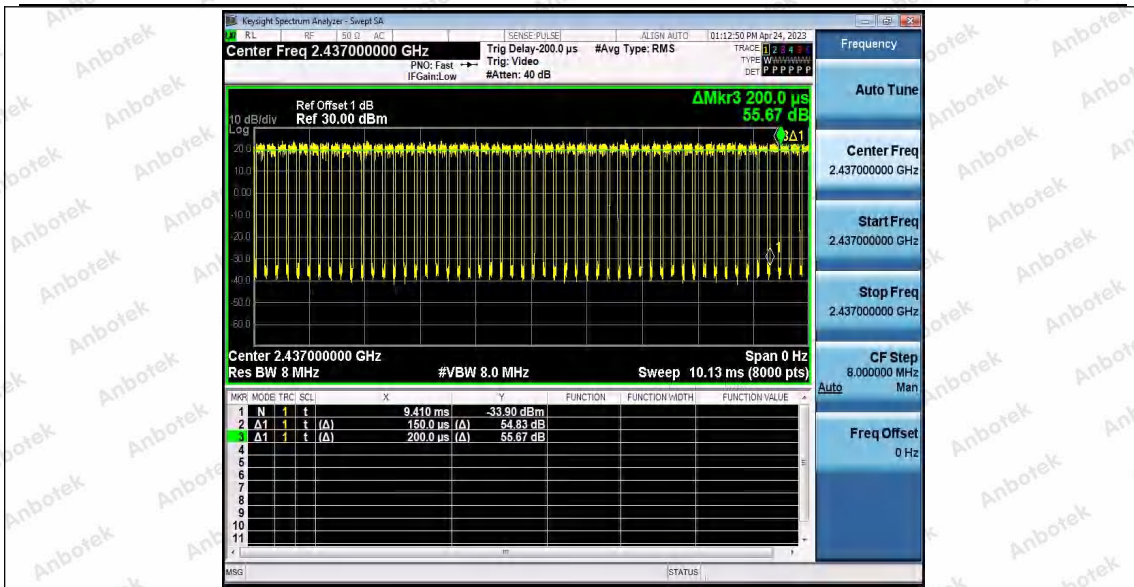 Keysight Spectrum Analyzer - Swept SA
RL RF 50 Ω AC SENSE:PULSE ALIGN AUTO 01:12:50 PM Apr 24, 2023
Center Freq 2.437000000 GHz
PNO: Fast
IFGain:Low
Trig Delay-200.0 µs
Trig: Video
#Atten: 40 dB
#Avg Type: RMS
TRACE 1 2 3 4 5 6
TYPE
DET P P P P P P
Frequency
Auto Tune
Center Freq
2.437000000 GHz
Start Freq
2.437000000 GHz
Stop Freq
2.437000000 GHz
CF Step
8.000000 MHz
Auto Man
Freq Offset
0 Hz
ΔMkr3 200.0 µs
55.67 dB
Ref Offset 1 dB
10 dB/div Ref 30.00 dBm
Log
3Δ1
20.0
10.0
0.00
-10.0
-20.0
1
-30.0
-40.0
-50.0
-60.0
Center 2.437000000 GHz Span 0 Hz
Res BW 8 MHz #VBW 8.0 MHz Sweep 10.13 ms (8000 pts)
MKR MODE TRC SCL X Y FUNCTION FUNCTION WIDTH FUNCTION VALUE
1 N 1 t 9.410 ms -33.90 dBm
2 Δ1 1 t (Δ) 150.0 µs (Δ) 54.83 dB
3 Δ1 1 t (Δ) 200.0 µs (Δ) 55.67 dB
4
5
6
7
8
9
10
11
MSG STATUS
Anbotek